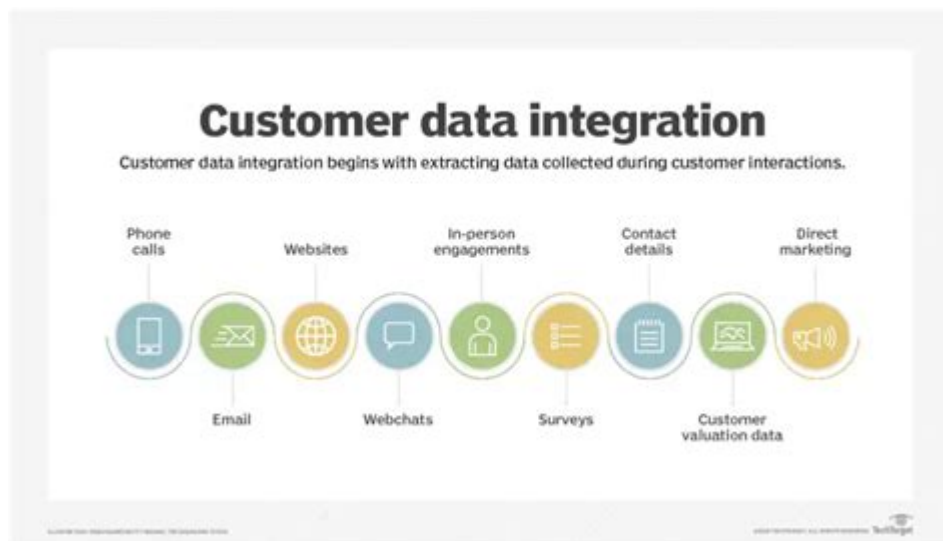 Customer data integration
Customer data integration begins with extracting data collected during customer interactions.
Phone
calls
Websites
In-person
engagements
Contact
details
Direct
marketing
Email
Webchats
Surveys
Customer
valuation data
TechTarget